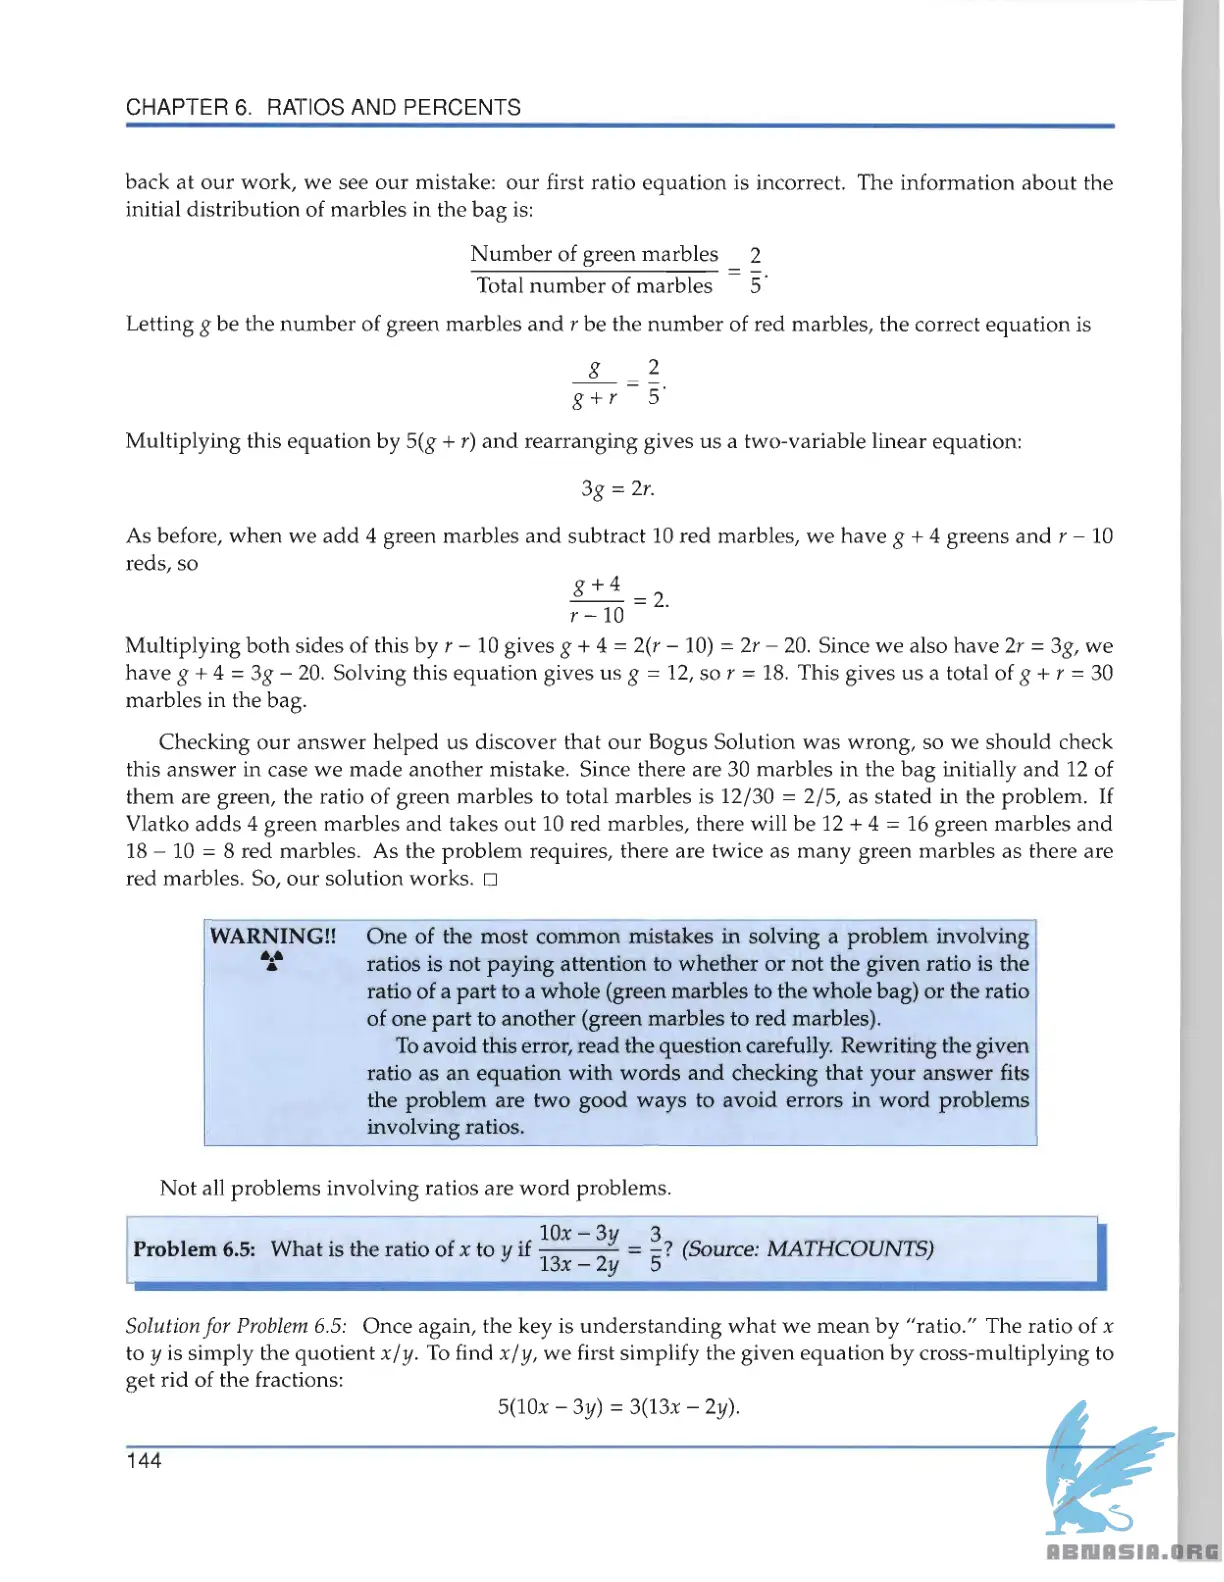 CHAPTER 6. RATIOS AND PERCENTS
back at our work, we see our mistake: our first ratio equation is incorrect. The information about the
initial distribution of marbles in the bag is:
Number of green marbles / Total number of marbles = 2/5.
Letting g be the number of green marbles and r be the number of red marbles, the correct equation is
g / (g + r) = 2/5.
Multiplying this equation by 5(g + r) and rearranging gives us a two-variable linear equation:
3g = 2r.
As before, when we add 4 green marbles and subtract 10 red marbles, we have g + 4 greens and r − 10
reds, so
(g + 4) / (r − 10) = 2.
Multiplying both sides of this by r − 10 gives g + 4 = 2(r − 10) = 2r − 20. Since we also have 2r = 3g, we
have g + 4 = 3g − 20. Solving this equation gives us g = 12, so r = 18. This gives us a total of g + r = 30
marbles in the bag.
Checking our answer helped us discover that our Bogus Solution was wrong, so we should check
this answer in case we made another mistake. Since there are 30 marbles in the bag initially and 12 of
them are green, the ratio of green marbles to total marbles is 12/30 = 2/5, as stated in the problem. If
Vlatko adds 4 green marbles and takes out 10 red marbles, there will be 12 + 4 = 16 green marbles and
18 − 10 = 8 red marbles. As the problem requires, there are twice as many green marbles as there are
red marbles. So, our solution works. □
WARNING!! One of the most common mistakes in solving a problem involving
ratios is not paying attention to whether or not the given ratio is the
ratio of a part to a whole (green marbles to the whole bag) or the ratio
of one part to another (green marbles to red marbles).
To avoid this error, read the question carefully. Rewriting the given
ratio as an equation with words and checking that your answer fits
the problem are two good ways to avoid errors in word problems
involving ratios.
Not all problems involving ratios are word problems.
Problem 6.5: What is the ratio of x to y if (10x − 3y) / (13x − 2y) = 3/5? (Source: MATHCOUNTS)
Solution for Problem 6.5: Once again, the key is understanding what we mean by "ratio." The ratio of x
to y is simply the quotient x/y. To find x/y, we first simplify the given equation by cross-multiplying to
get rid of the fractions:
5(10x − 3y) = 3(13x − 2y).
144
ABNASIA.ORG